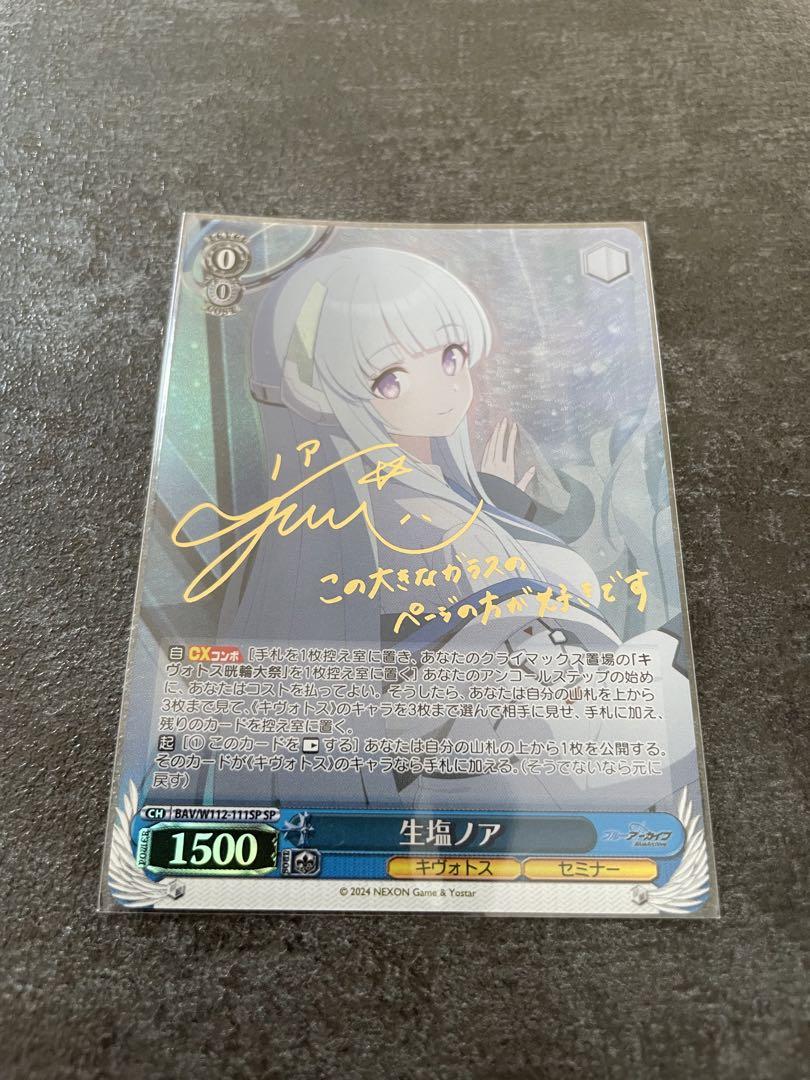 0
0
ノア
この大きなガラスの
ページの方が好きです
自 CXコンボ [手札を1枚控え室に置き、あなたのクライマックス置場の「キ
ヴォトス晄輪大祭」を1枚控え室に置く] あなたのアンコールステップの始め
に、あなたはコストを払ってよい。そうしたら、あなたは自分の山札を上から
3枚まで見て、《キヴォトス》のキャラを3枚まで選んで相手に見せ、手札に加え、
残りのカードを控え室に置く。
起 [① このカードを する] あなたは自分の山札の上から1枚を公開する。
そのカードが《キヴォトス》のキャラなら手札に加える。(そうでないなら元に
戻す)
CH BAV/W112-111SP SP
生塩ノア
ブルーアーカイブ
BlueArchive
POWER
1500
SOUL
キヴォトス セミナー
© 2024 NEXON Game & Yostar